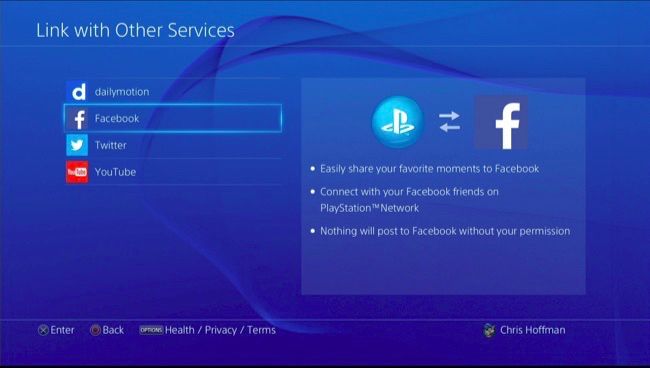 Link with Other Services
d dailymotion
f Facebook
Twitter
You Tube YouTube
f
• Easily share your favorite moments to Facebook
• Connect with your Facebook friends on
PlayStation™Network
• Nothing will post to Facebook without your permission
Enter Back OPTIONS Health / Privacy / Terms Chris Hoffman